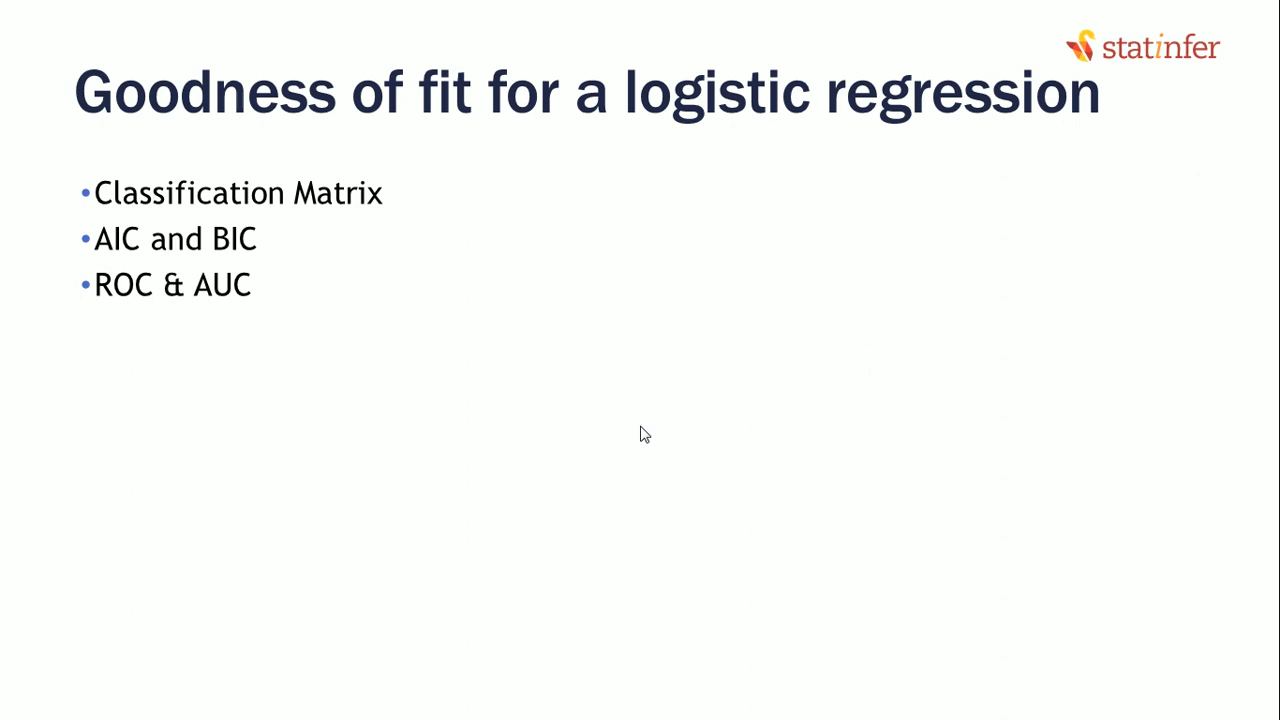 statinfer
Goodness of fit for a logistic regression
•Classification Matrix
•AIC and BIC
•ROC & AUC